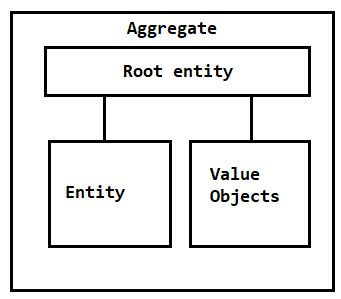 Aggregate
Root entity
Entity
Value
Objects